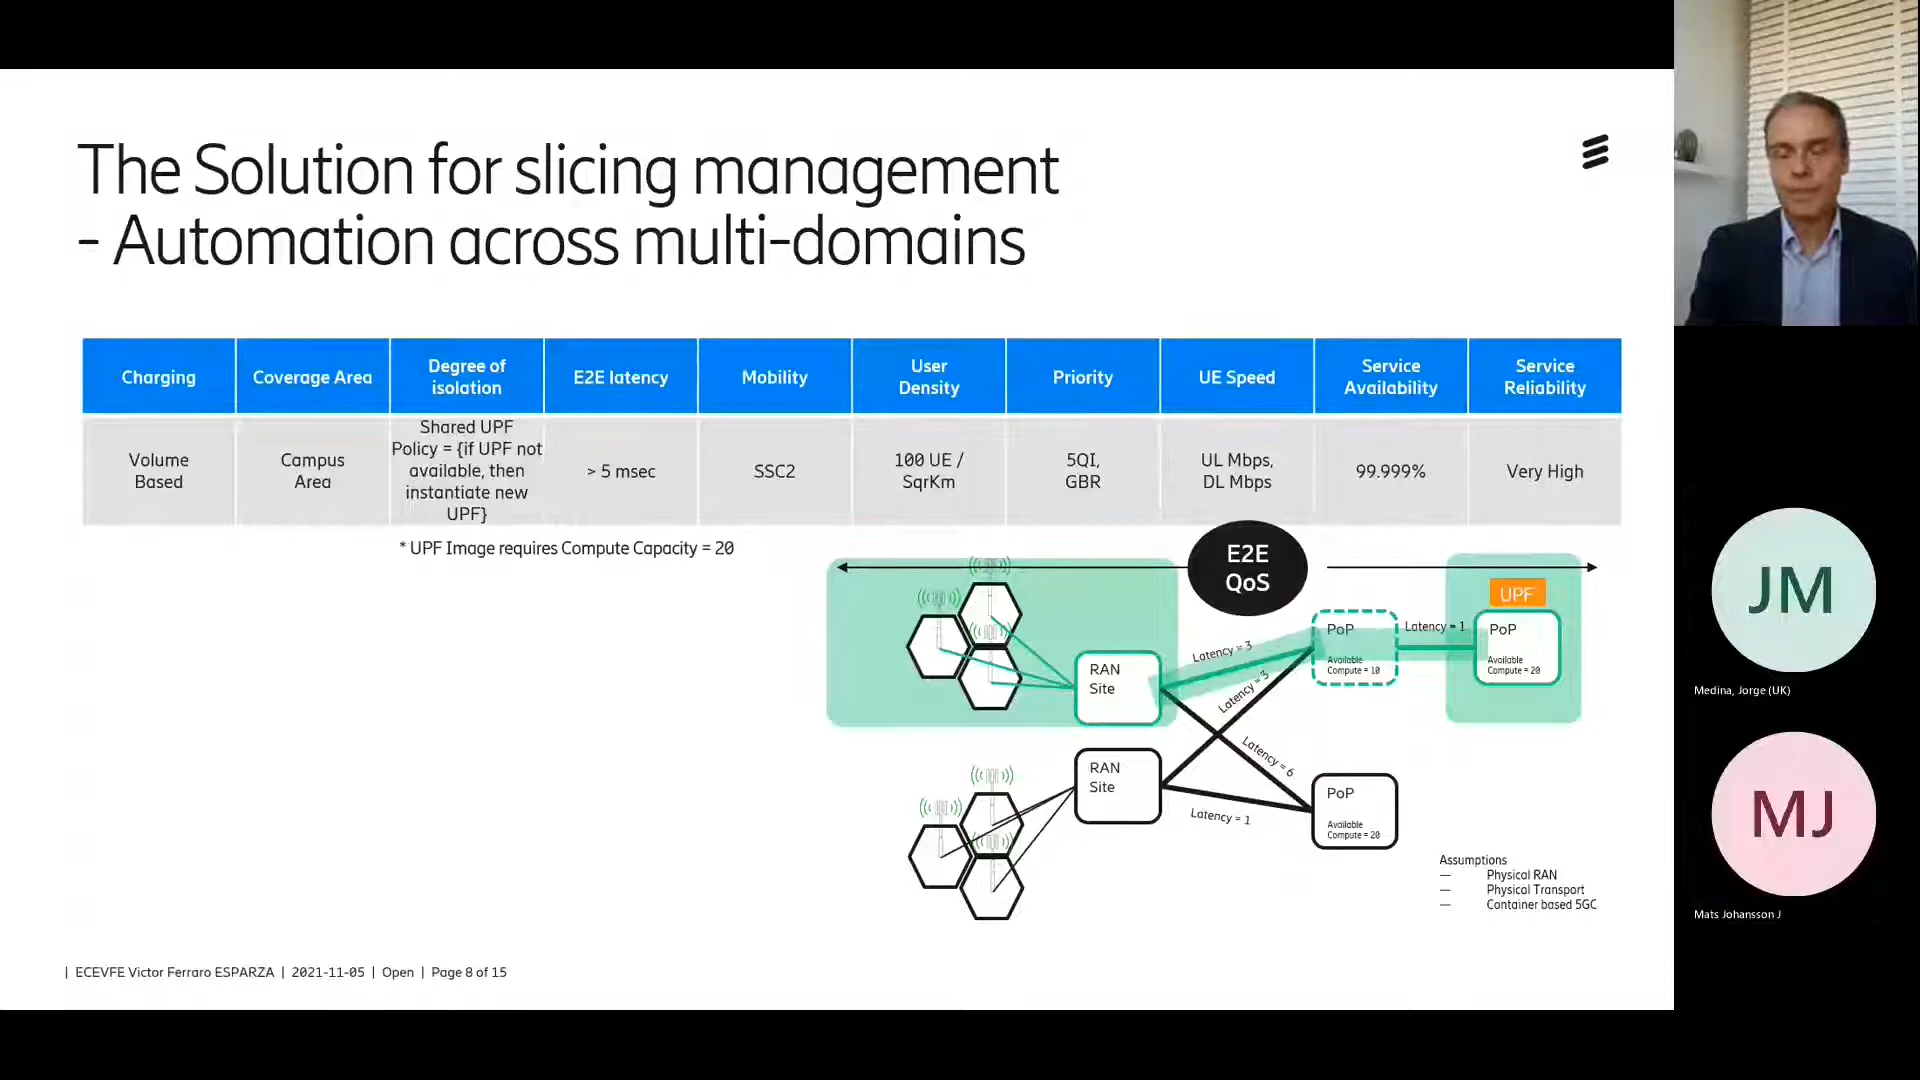 The Solution for slicing management
- Automation across multi-domains
Charging
Coverage Area
Degree of
isolation
E2E latency
Mobility
User
Density
Priority
UE Speed
Service
Availability
Service
Reliability
Volume
Based
Campus
Area
Shared UPF
Policy = {if UPF not
available, then
instantiate new
UPF}
> 5 msec
SSC2
100 UE /
SqrKm
5QI,
GBR
UL Mbps,
DL Mbps
99.999%
Very High
* UPF Image requires Compute Capacity = 20
E2E
QoS
UPF
RAN
Site
Latency = 3
PoP
Available
Compute = 10
Latency = 1
PoP
Available
Compute = 20
Latency = 3
Latency = 6
RAN
Site
Latency = 1
PoP
Available
Compute = 20
Assumptions
— Physical RAN
— Physical Transport
— Container based 5GC
| ECEVFE Victor Ferraro ESPARZA | 2021-11-05 | Open | Page 8 of 15
JM
Medina, Jorge (UK)
MJ
Mats Johansson J